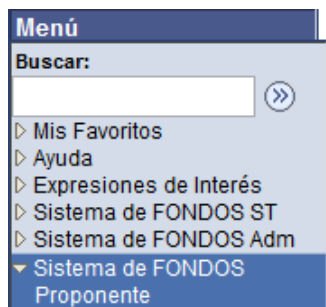 Menú
Buscar:
Mis Favoritos
Ayuda
Expresiones de Interés
Sistema de FONDOS ST
Sistema de FONDOS Adm
Sistema de FONDOS
Proponente